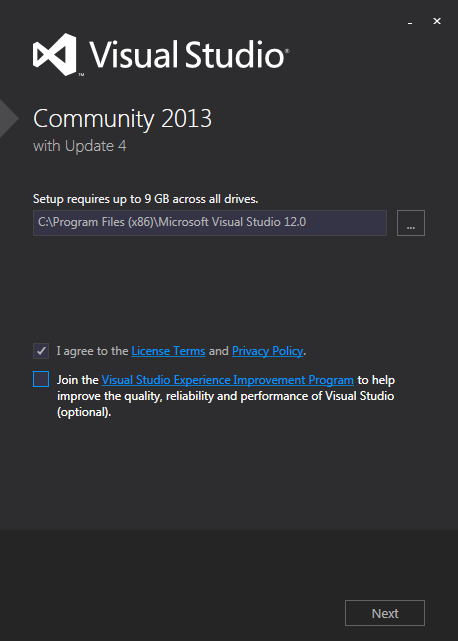 Visual Studio®
™
Community 2013
with Update 4
Setup requires up to 9 GB across all drives.
C:\Program Files (x86)\Microsoft Visual Studio 12.0
...
I agree to the License Terms and Privacy Policy.
Join the Visual Studio Experience Improvement Program to help
improve the quality, reliability and performance of Visual Studio
(optional).
Next